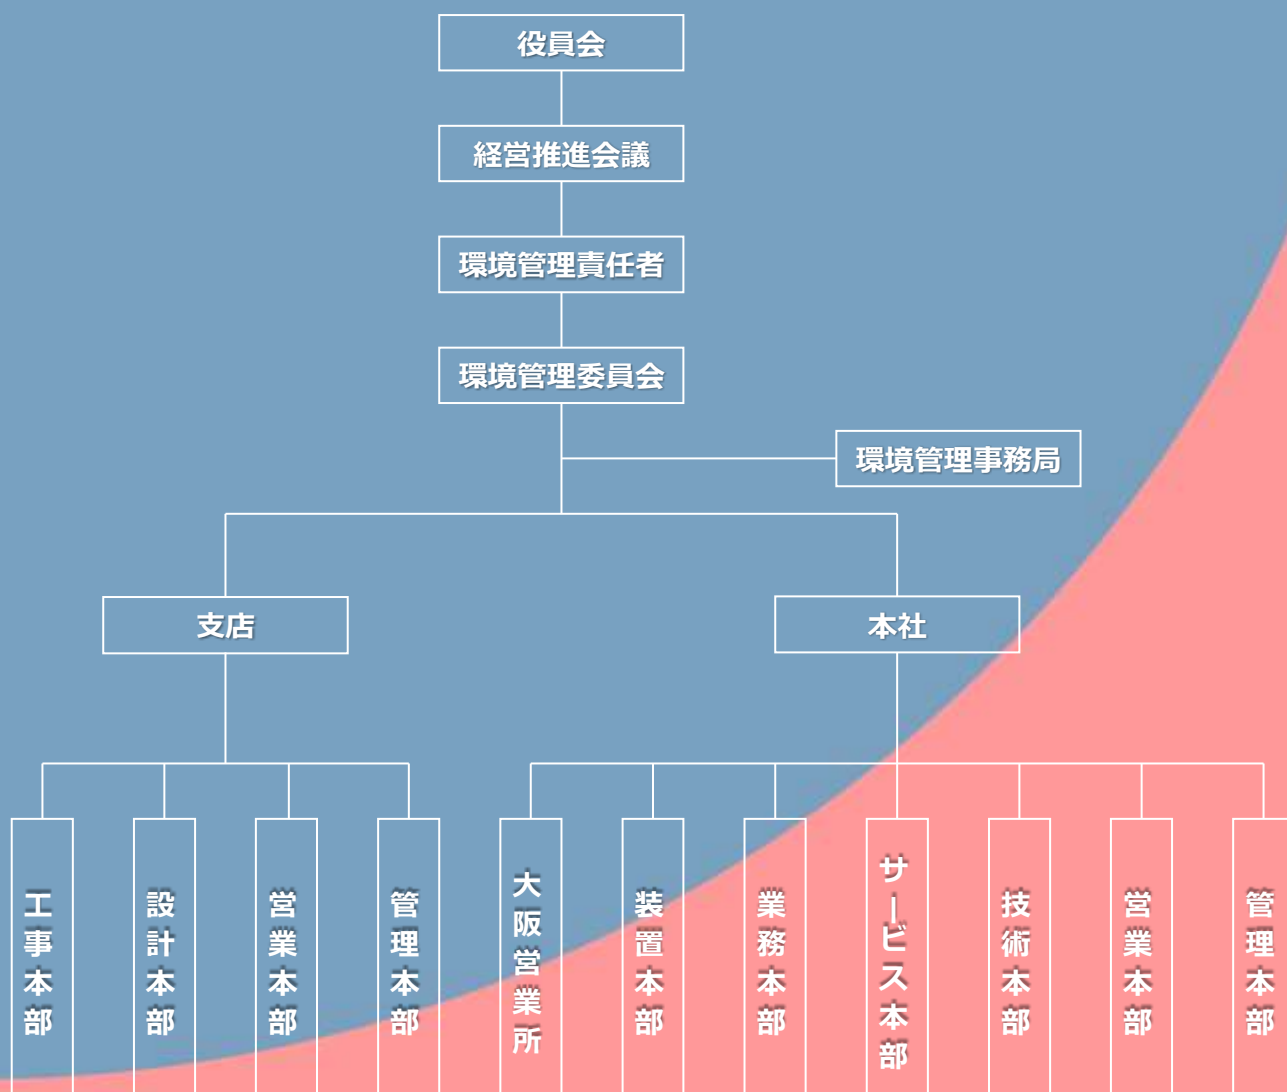 役員会
経営推進会議
環境管理責任者
環境管理委員会
環境管理事務局
支店
本社
工事本部
設計本部
営業本部
管理本部
大阪営業所
装置本部
業務本部
サービス本部
技術本部
営業本部
管理本部